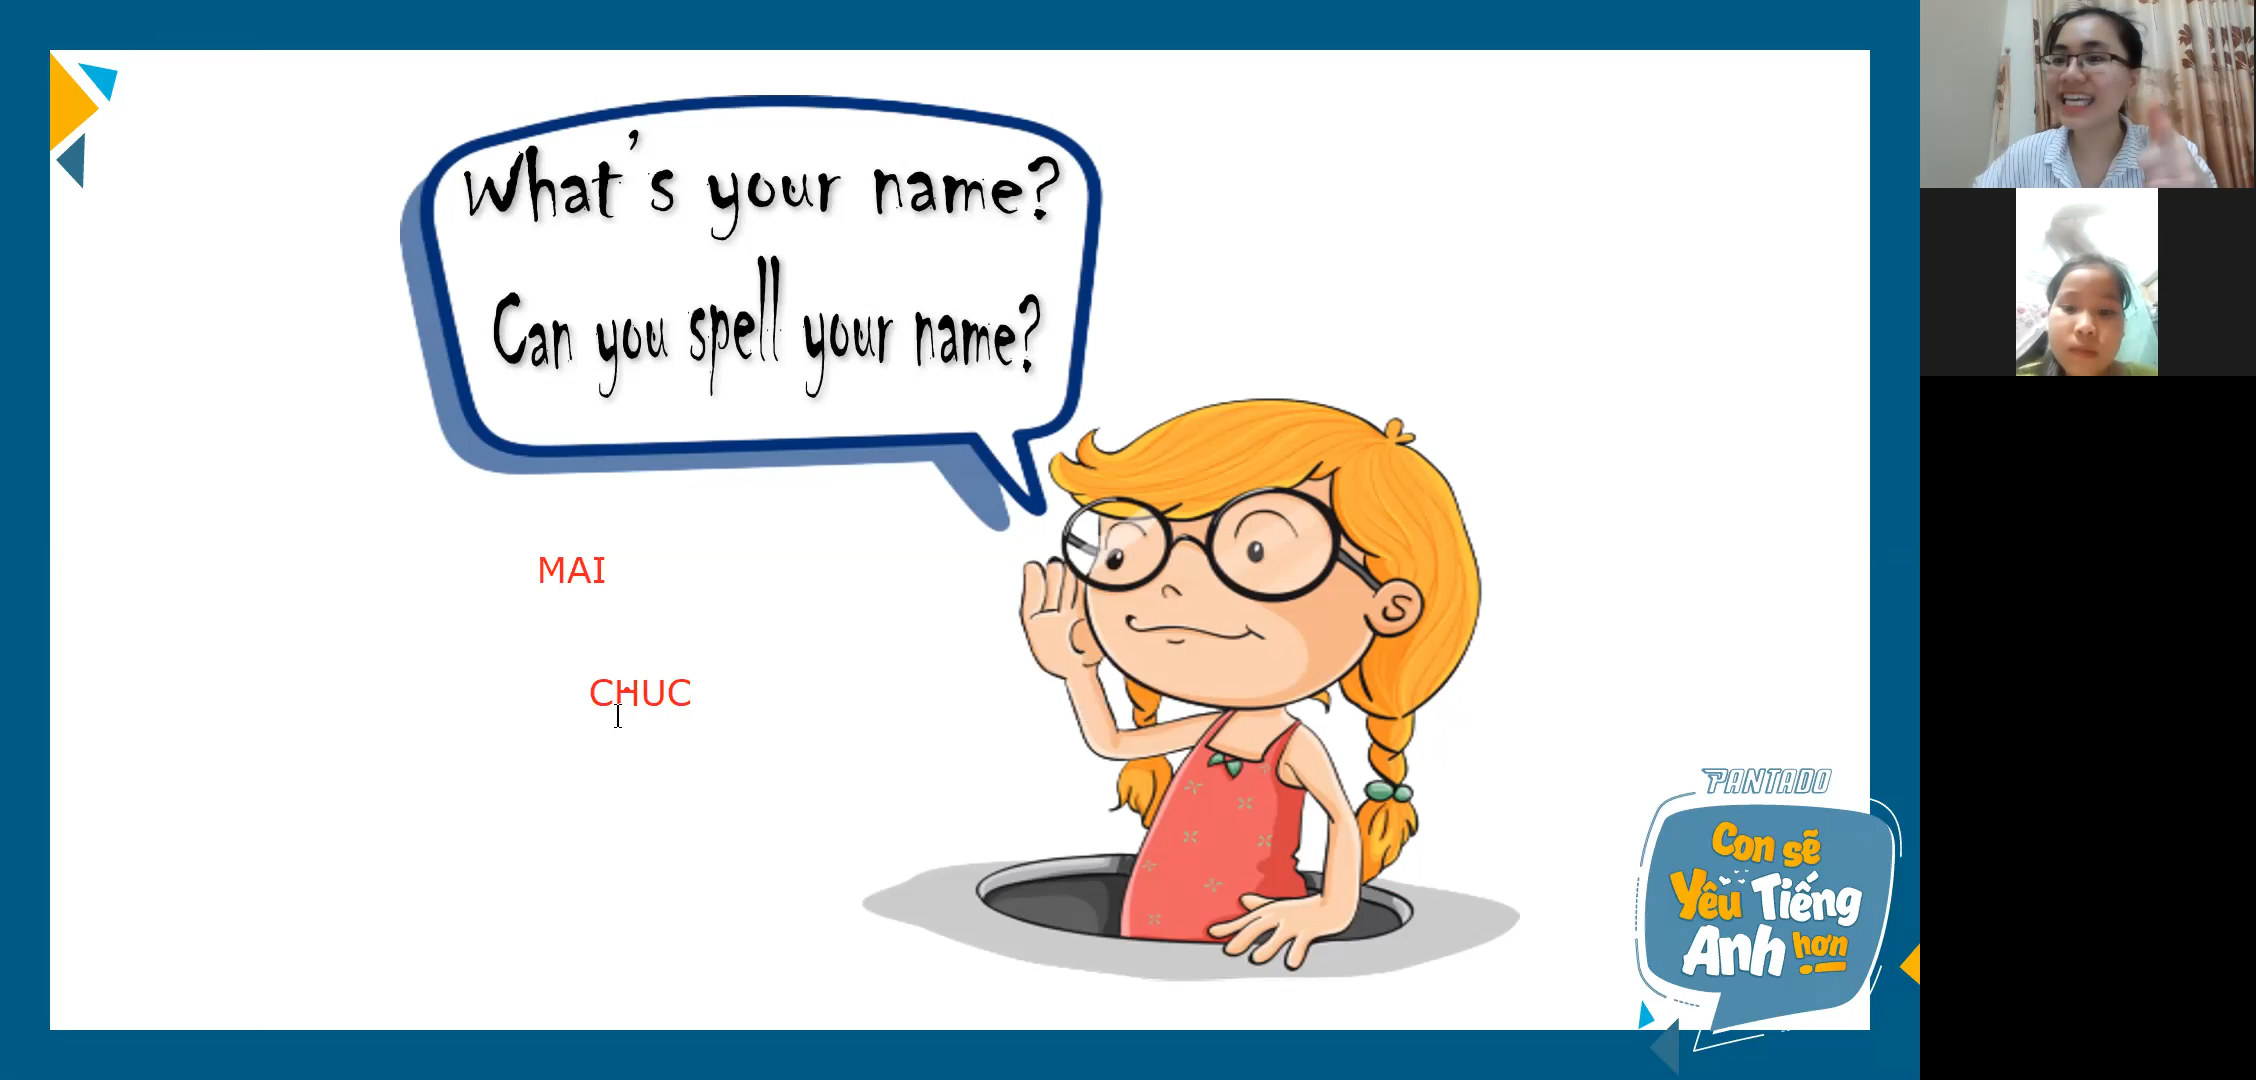 What's your name?
Can you spell your name?
MAI
CHUC
PANTADO
Con sẽ
Yêu Tiếng
Anh hơn